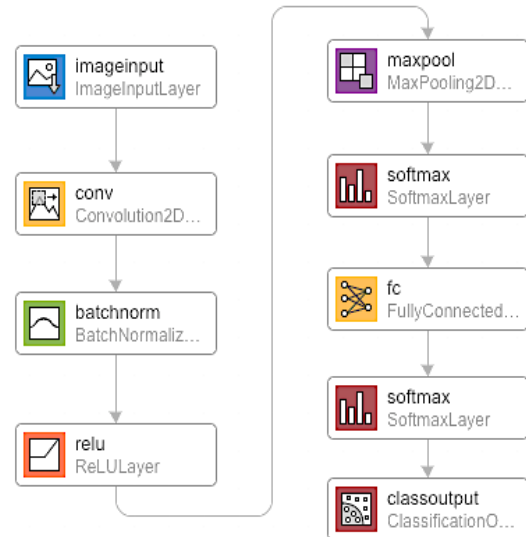 imageinput
ImageInputLayer
conv
Convolution2D...
batchnorm
BatchNormaliz...
relu
ReLULayer
maxpool
MaxPooling2D...
softmax
SoftmaxLayer
fc
FullyConnected...
softmax
SoftmaxLayer
classoutput
ClassificationO...